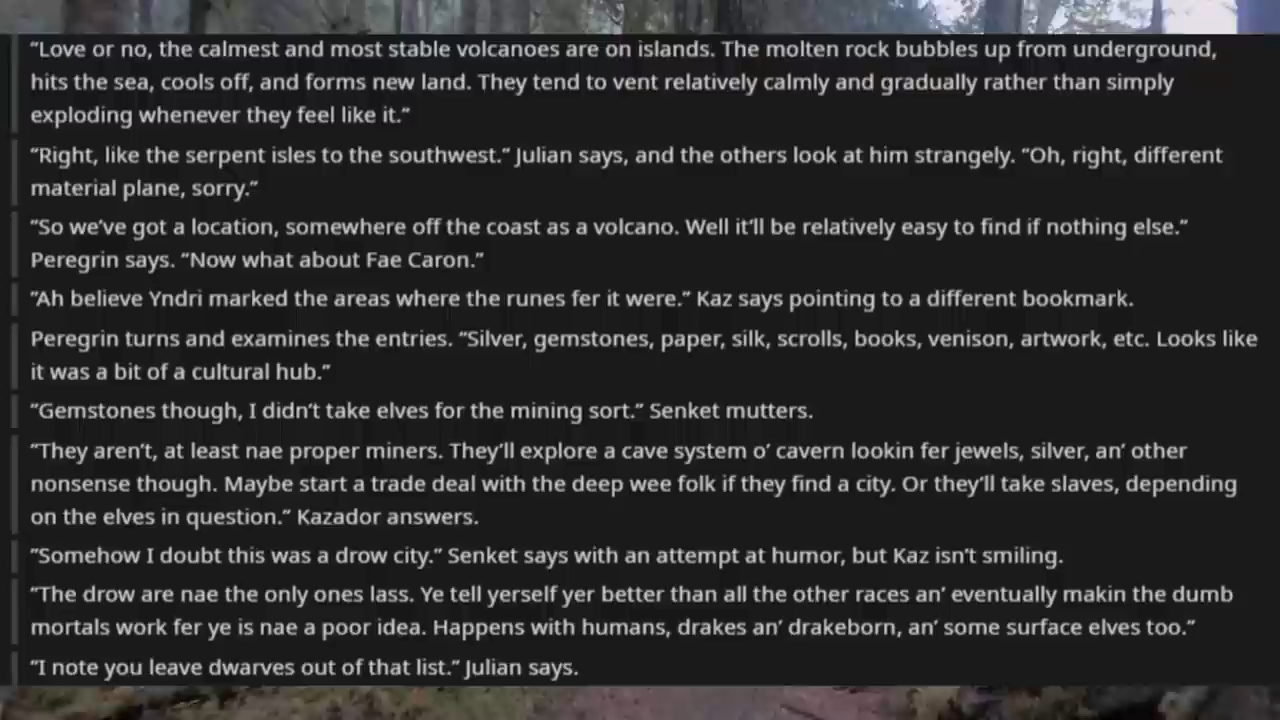 “Love or no, the calmest and most stable volcanoes are on islands. The molten rock bubbles up from underground,
hits the sea, cools off, and forms new land. They tend to vent relatively calmly and gradually rather than simply
exploding whenever they feel like it.”
“Right, like the serpent isles to the southwest.” Julian says, and the others look at him strangely. “Oh, right, different
material plane, sorry.”
“So we’ve got a location, somewhere off the coast as a volcano. Well it’ll be relatively easy to find if nothing else.”
Peregrin says. “Now what about Fae Caron.”
“Ah believe Yndri marked the areas where the runes fer it were.” Kaz says pointing to a different bookmark.
Peregrin turns and examines the entries. “Silver, gemstones, paper, silk, scrolls, books, venison, artwork, etc. Looks like
it was a bit of a cultural hub.”
“Gemstones though, I didn’t take elves for the mining sort.” Senket mutters.
“They aren’t, at least nae proper miners. They’ll explore a cave system o’ cavern lookin fer jewels, silver, an’ other
nonsense though. Maybe start a trade deal with the deep wee folk if they find a city. Or they’ll take slaves, depending
on the elves in question.” Kazador answers.
“Somehow I doubt this was a drow city.” Senket says with an attempt at humor, but Kaz isn’t smiling.
“The drow are nae the only ones lass. Ye tell yerself yer better than all the other races an’ eventually makin the dumb
mortals work fer ye is nae a poor idea. Happens with humans, drakes an’ drakeborn, an’ some surface elves too.”
“I note you leave dwarves out of that list.” Julian says.